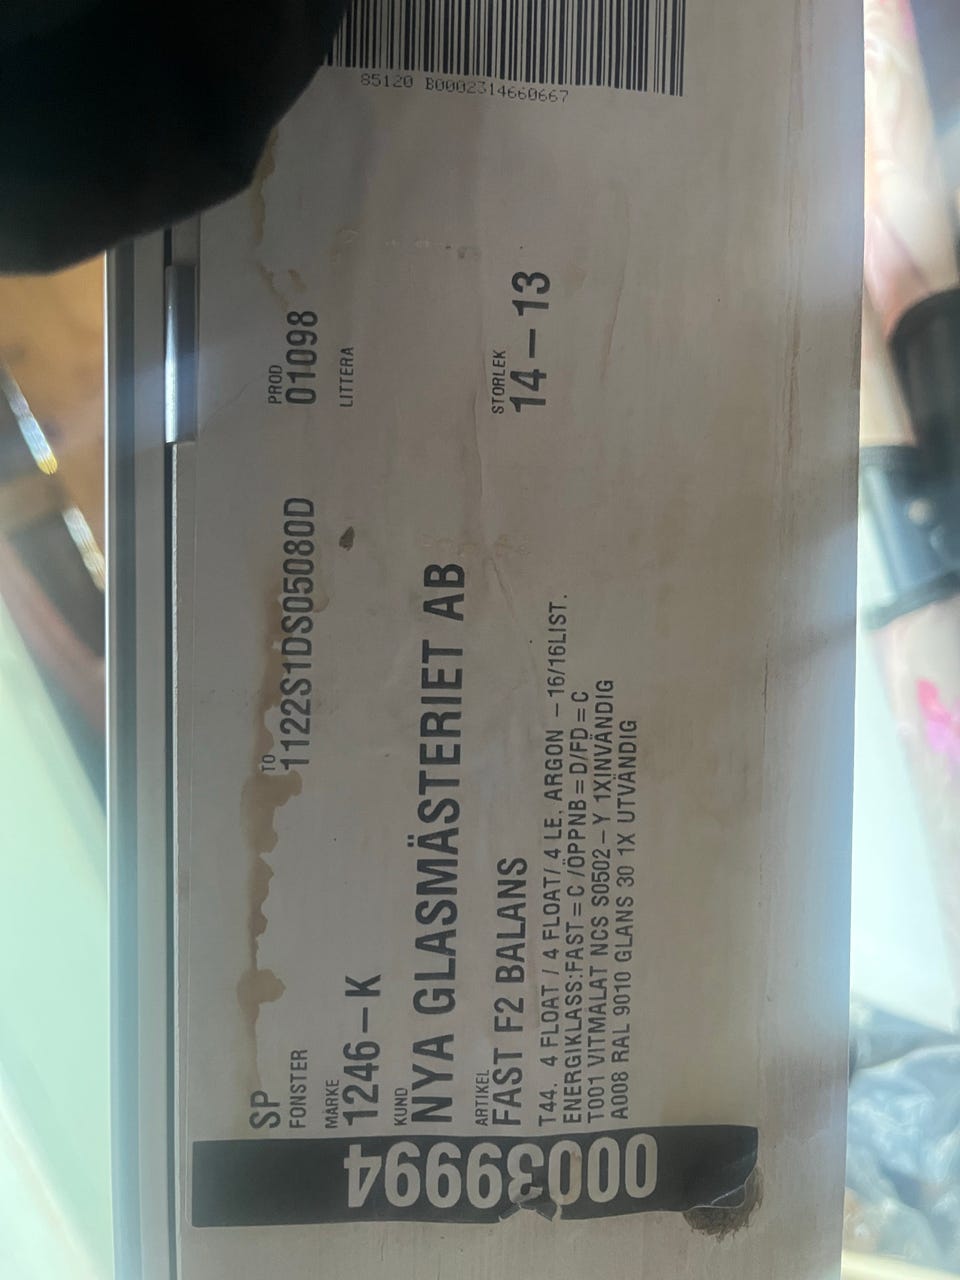 85120 B0002314660667
SP
FONSTER
TO
1122S1DS05080D
PROD
01098
MÄRKE
1246-K
LITTERA
KUND
NYA GLASMÄSTERIET AB
ARTIKEL
FAST F2 BALANS
STORLEK
14-13
T44. 4 FLOAT / 4 FLOAT/ 4 LE, ARGON -16/16LIST.
ENERGIKLASS:FAST=C /ÖPPNB=D/FD=C
T001 VITMALAT NCS S0502-Y 1XINVÄNDIG
A008 RAL 9010 GLANS 30 1X UTVÄNDIG
00039994